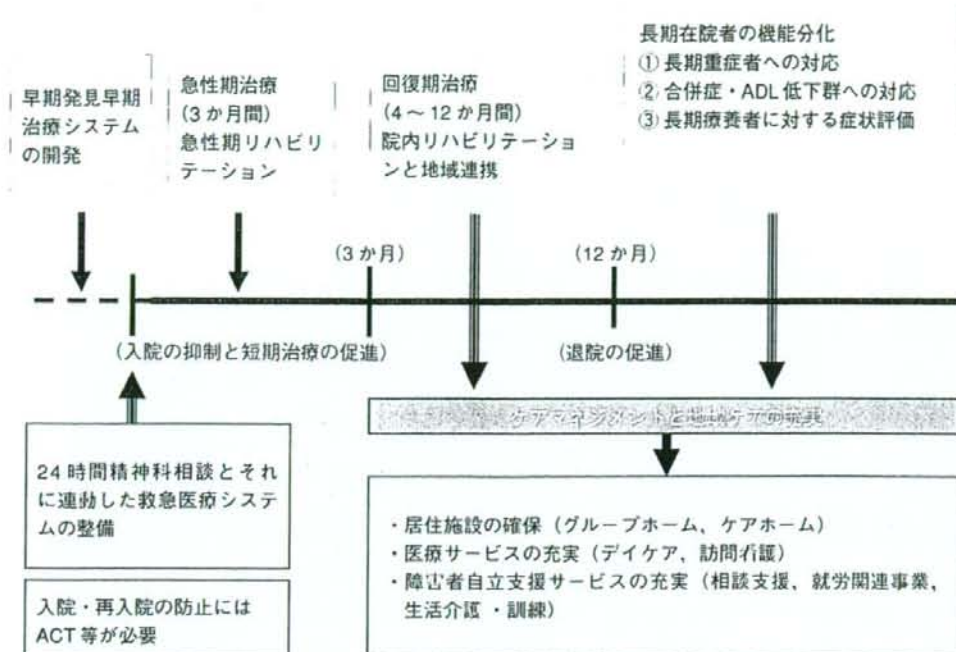 早期発見早期
治療システム
の開発
急性期治療
(3か月間)
急性期リハビリ
テーション
回復期治療
(4〜12か月間)
院内リハビリテーショ
ンと地域連携
長期在院者の機能分化
① 長期重症者への対応
② 合併症・ADL低下群への対応
③ 長期療養者に対する症状評価
(3か月)
(12か月)
(入院の抑制と短期治療の促進)
(退院の促進)
ケアマネジメントと地域ケアの充実
24時間精神科相談とそれ
に連動した救急医療システ
ムの整備
・居住施設の確保(グループホーム、ケアホーム)
・医療サービスの充実(デイケア、訪問看護)
・障害者自立支援サービスの充実(相談支援、就労関連事業、
生活介護・訓練)
入院・再入院の防止には
ACT等が必要